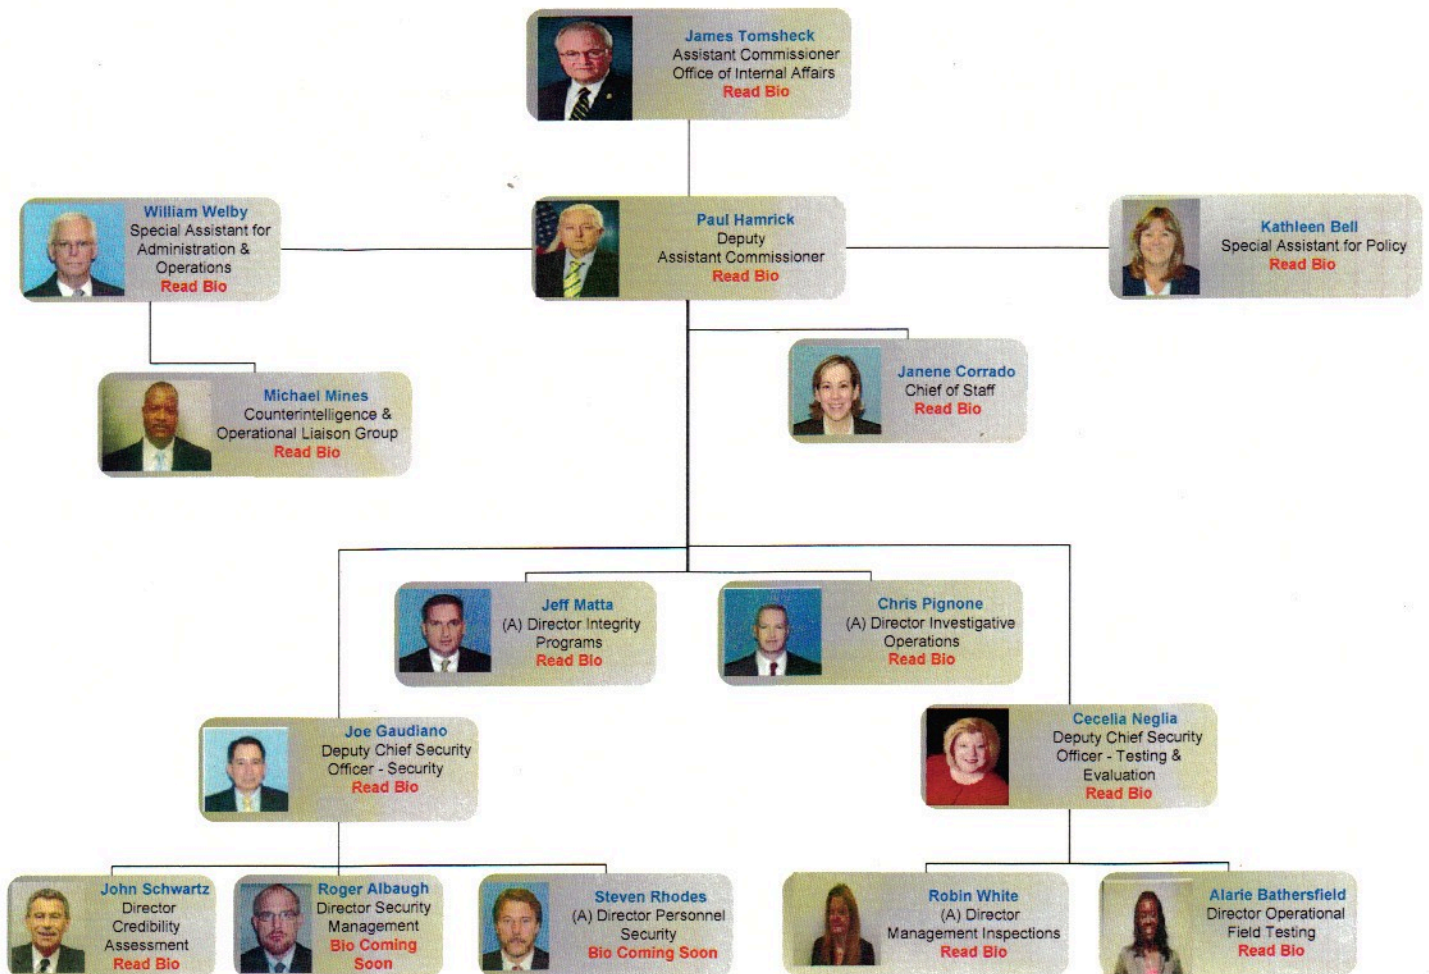 James Tomsheck
Assistant Commissioner
Office of Internal Affairs
Read Bio
William Welby
Special Assistant for
Administration &
Operations
Read Bio
Paul Hamrick
Deputy
Assistant Commissioner
Read Bio
Kathleen Bell
Special Assistant for Policy
Read Bio
Michael Mines
Counterintelligence &
Operational Liaison Group
Read Bio
Janene Corrado
Chief of Staff
Read Bio
Jeff Matta
(A) Director Integrity
Programs
Read Bio
Chris Pignone
(A) Director Investigative
Operations
Read Bio
Joe Gaudiano
Deputy Chief Security
Officer - Security
Read Bio
Cecelia Neglia
Deputy Chief Security
Officer - Testing &
Evaluation
Read Bio
John Schwartz
Director
Credibility
Assessment
Read Bio
Roger Albaugh
Director Security
Management
Bio Coming
Soon
Steven Rhodes
(A) Director Personnel
Security
Bio Coming Soon
Robin White
(A) Director
Management Inspections
Read Bio
Alarie Bathersfield
Director Operational
Field Testing
Read Bio